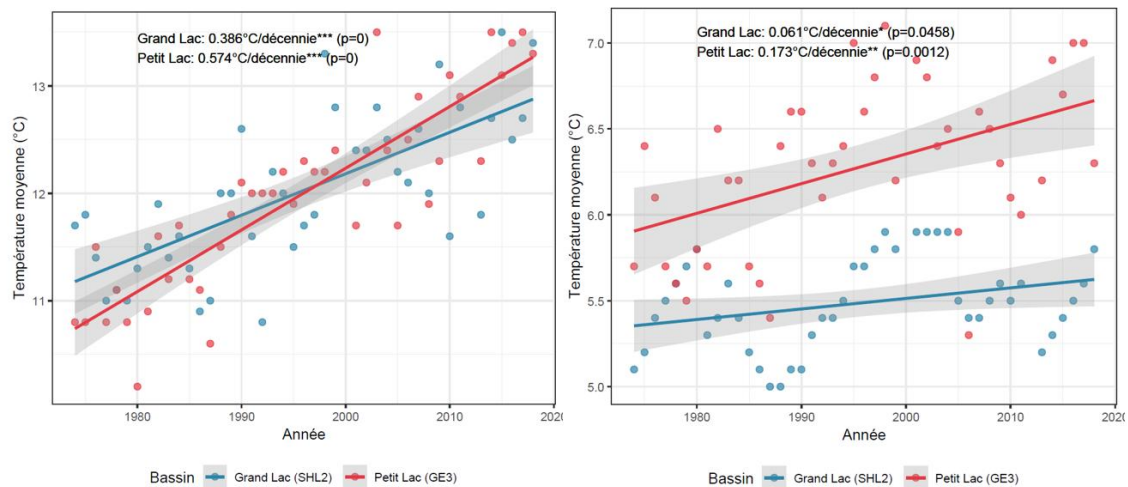 Grand Lac: 0.386°C/décennie*** (p=0)
Petit Lac: 0.574°C/décennie*** (p=0)
Température moyenne (°C)
13
12
11
1980
1990
2000
2010
2020
Année
Bassin
Grand Lac (SHL2)
Petit Lac (GE3)
Grand Lac: 0.061°C/décennie* (p=0.0458)
Petit Lac: 0.173°C/décennie** (p=0.0012)
Température moyenne (°C)
7.0
6.5
6.0
5.5
5.0
1980
1990
2000
2010
2020
Année
Bassin
Grand Lac (SHL2)
Petit Lac (GE3)